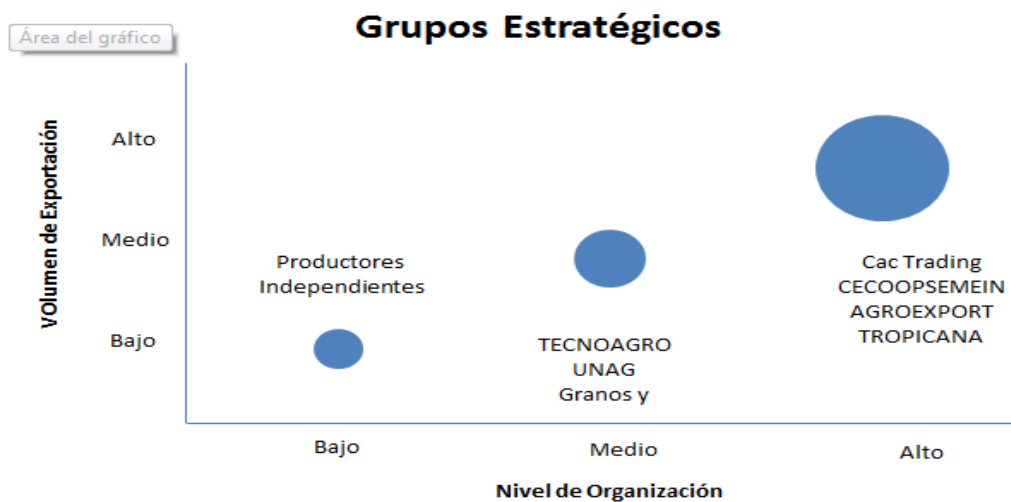 Grupos Estratégicos
Área del gráfico
VOlumen de Exportación
Alto
Medio
Bajo
Productores
Independientes
TECNOAGRO
UNAG
Granos y
Cac Trading
CECOOPSEMEIN
AGROEXPORT
TROPICANA
Bajo
Medio
Alto
Nivel de Organización